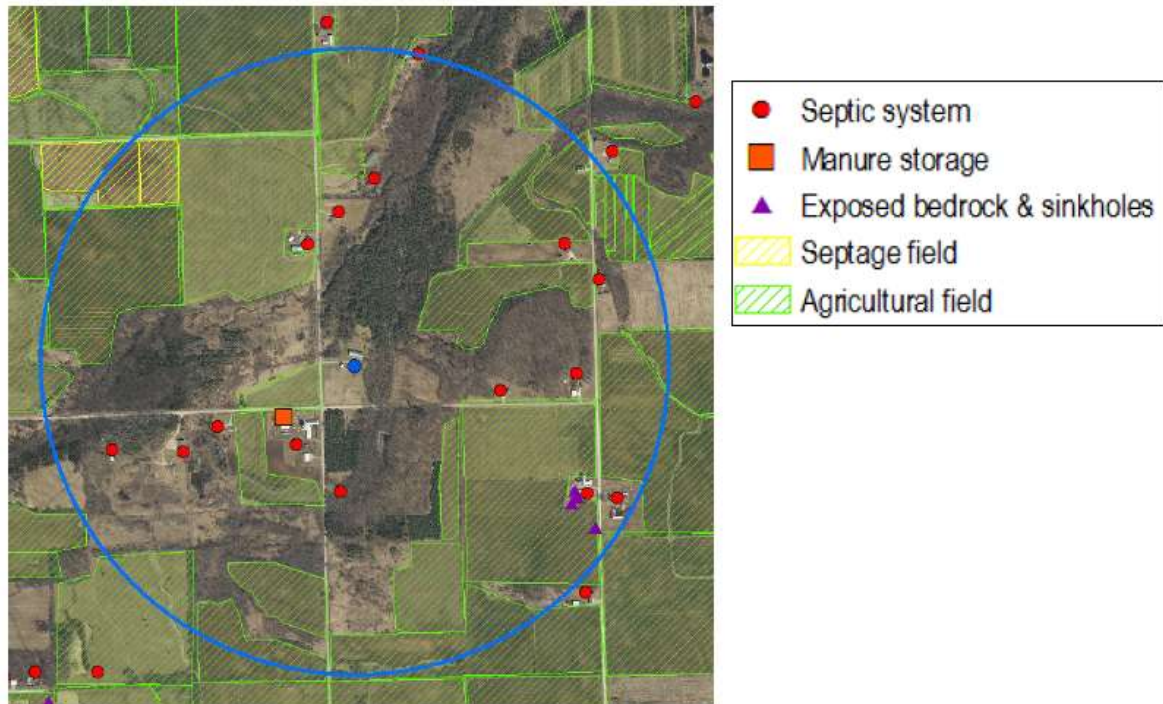 Septic system
Manure storage
Exposed bedrock & sinkholes
Septage field
Agricultural field